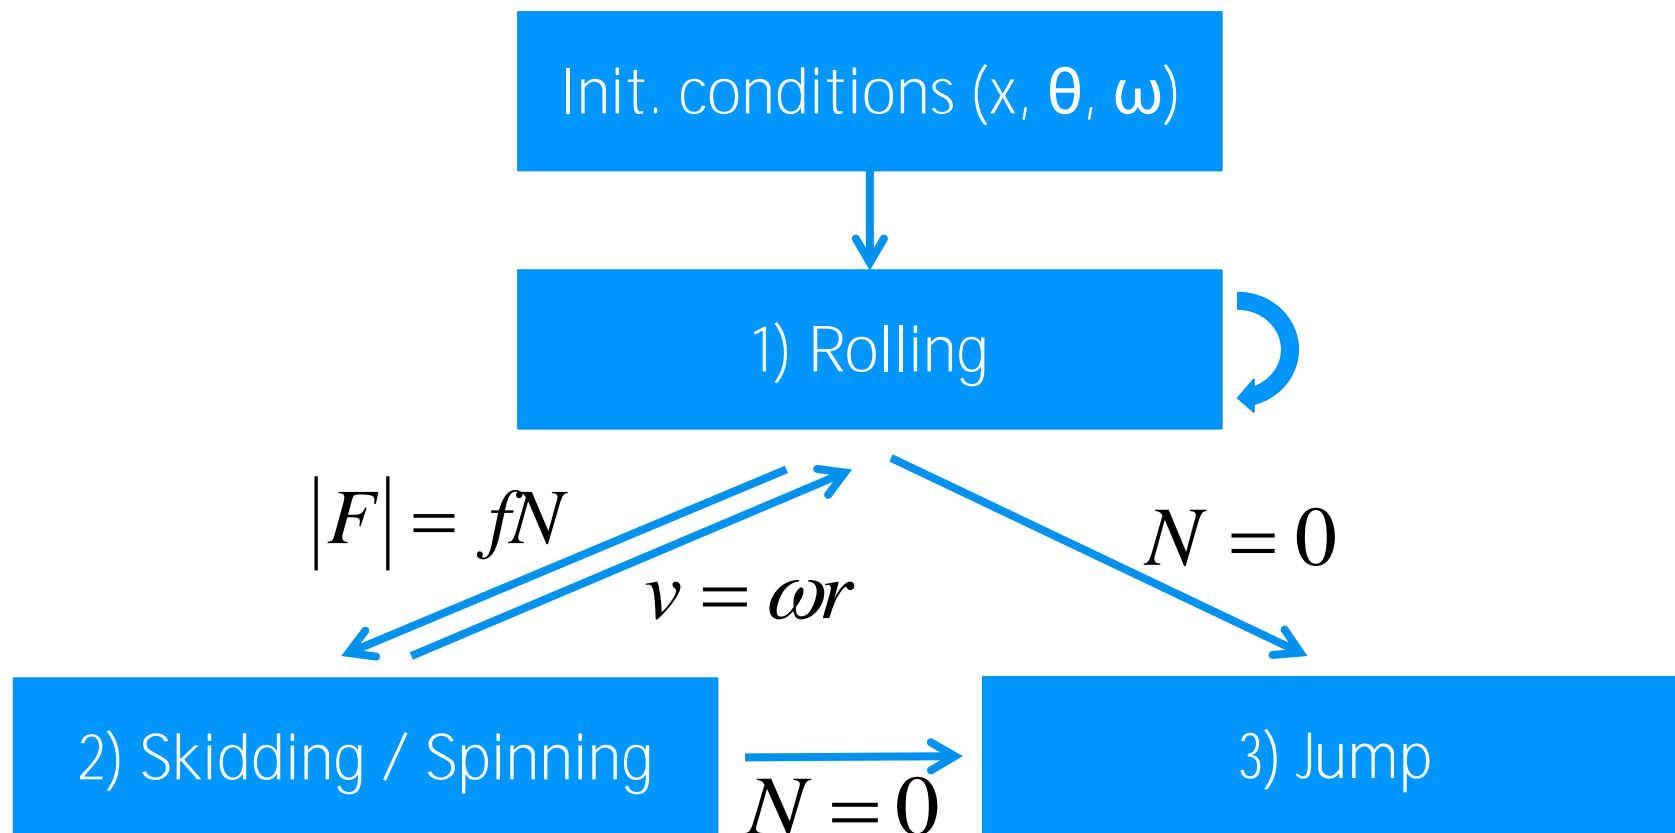 Init. conditions (x, θ, ω)
1) Rolling
|F| = fN
v = ωr
N = 0
2) Skidding / Spinning
N = 0
3) Jump